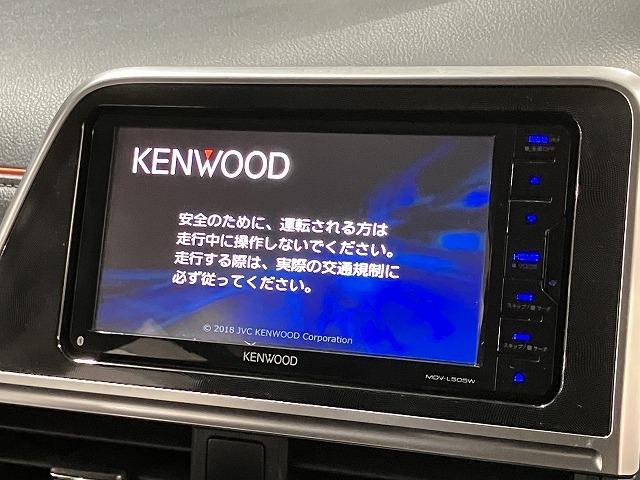 KENWOOD
安全のために、運転される方は
走行中に操作しないでください。
走行する際は、実際の交通規制に
必ず従ってください。
© 2018 JVC KENWOOD Corporation
KENWOOD
MDV-L505W